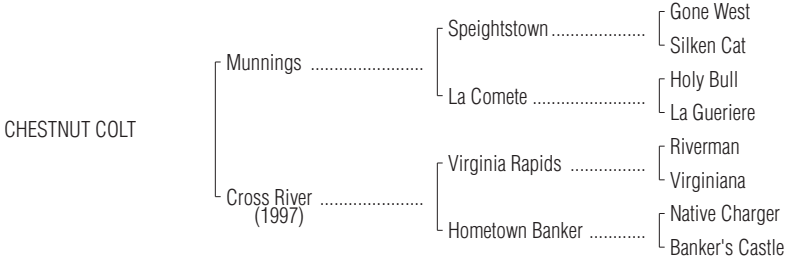 Gone West
Speightstown ....................
Silken Cat
Munnings ........................
Holy Bull
La Comete ........................
La Gueriere
CHESTNUT COLT
Riverman
Virginia Rapids ................
Virginiana
Cross River ......................
(1997)
Native Charger
Hometown Banker ............
Banker's Castle